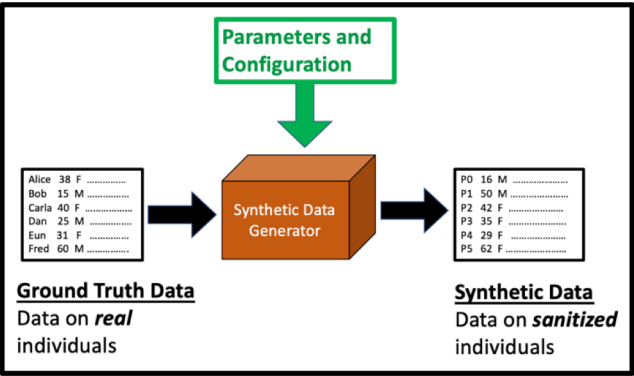 Parameters and
Configuration
Alice 38 F ...............
Bob 15 M ...............
Carla 40 F ...............
Dan 25 M ...............
Eun 31 F ...............
Fred 60 M ...............
Synthetic Data
Generator
P0 16 M .....................
P1 50 M .....................
P2 42 F .....................
P3 35 F .....................
P4 29 F .....................
P5 62 F .....................
Ground Truth Data
Data on real
individuals
Synthetic Data
Data on sanitized
individuals